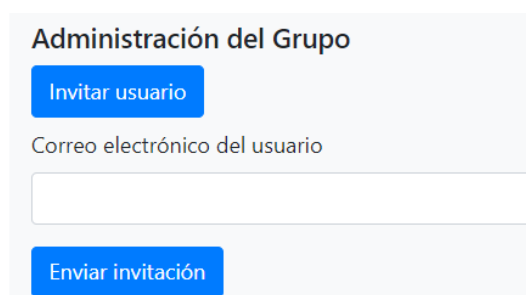 Administración del Grupo
Invitar usuario
Correo electrónico del usuario
Enviar invitación